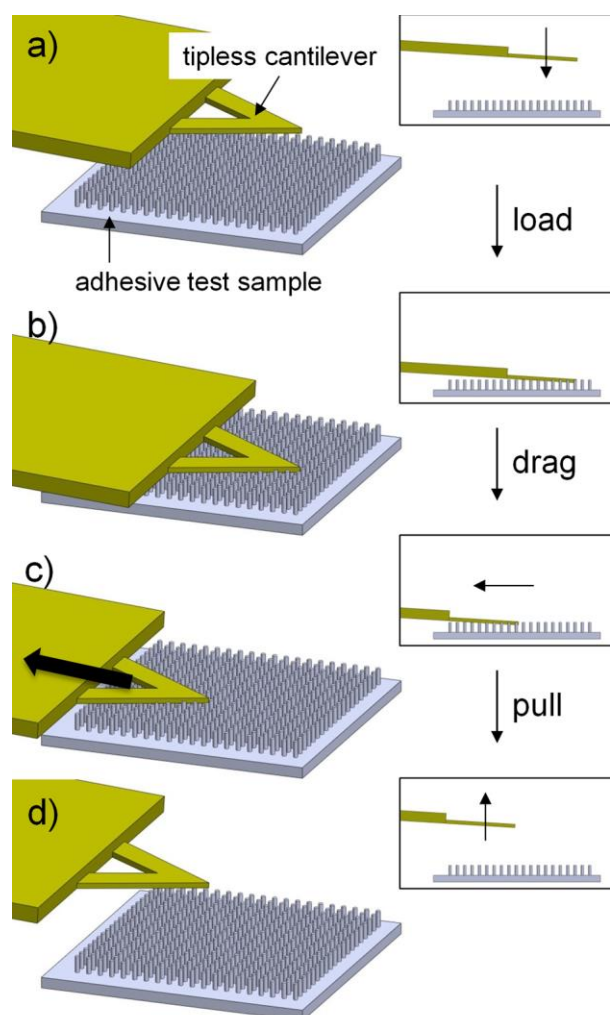 a)
tipless cantilever
load
adhesive test sample
b)
drag
c)
pull
d)